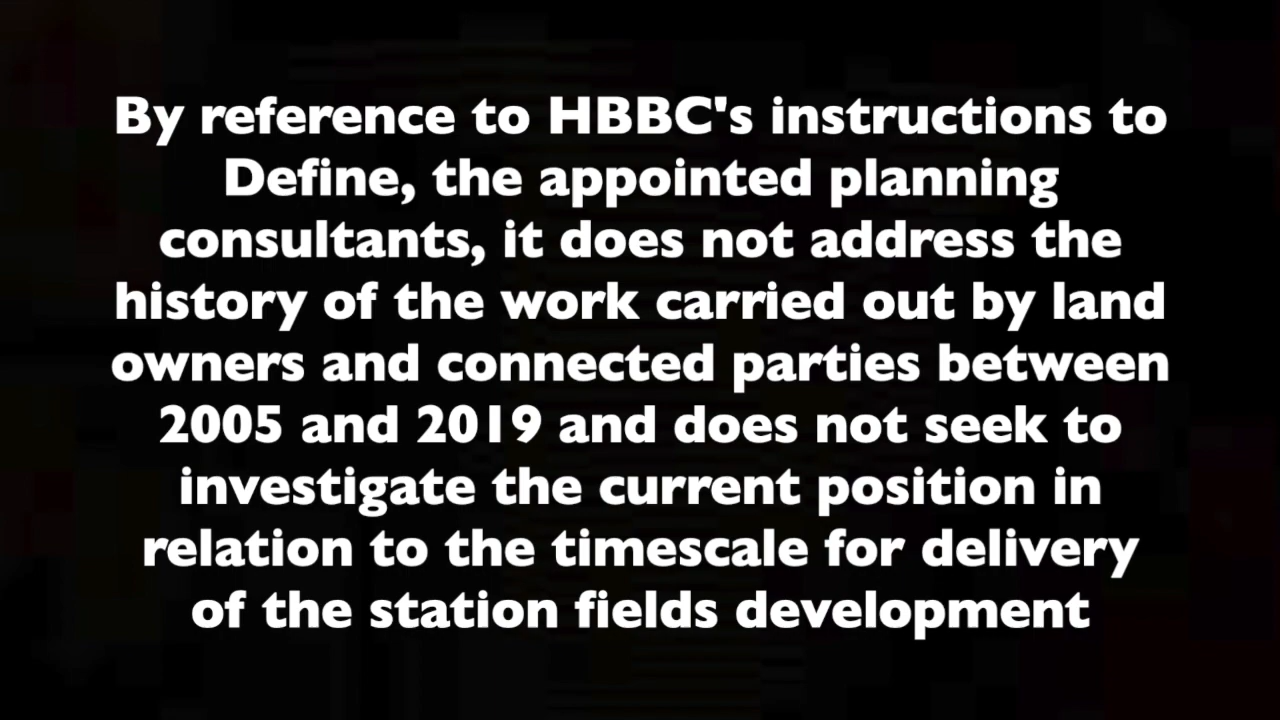 By reference to HBBC's instructions to
Define, the appointed planning
consultants, it does not address the
history of the work carried out by land
owners and connected parties between
2005 and 2019 and does not seek to
investigate the current position in
relation to the timescale for delivery
of the station fields development